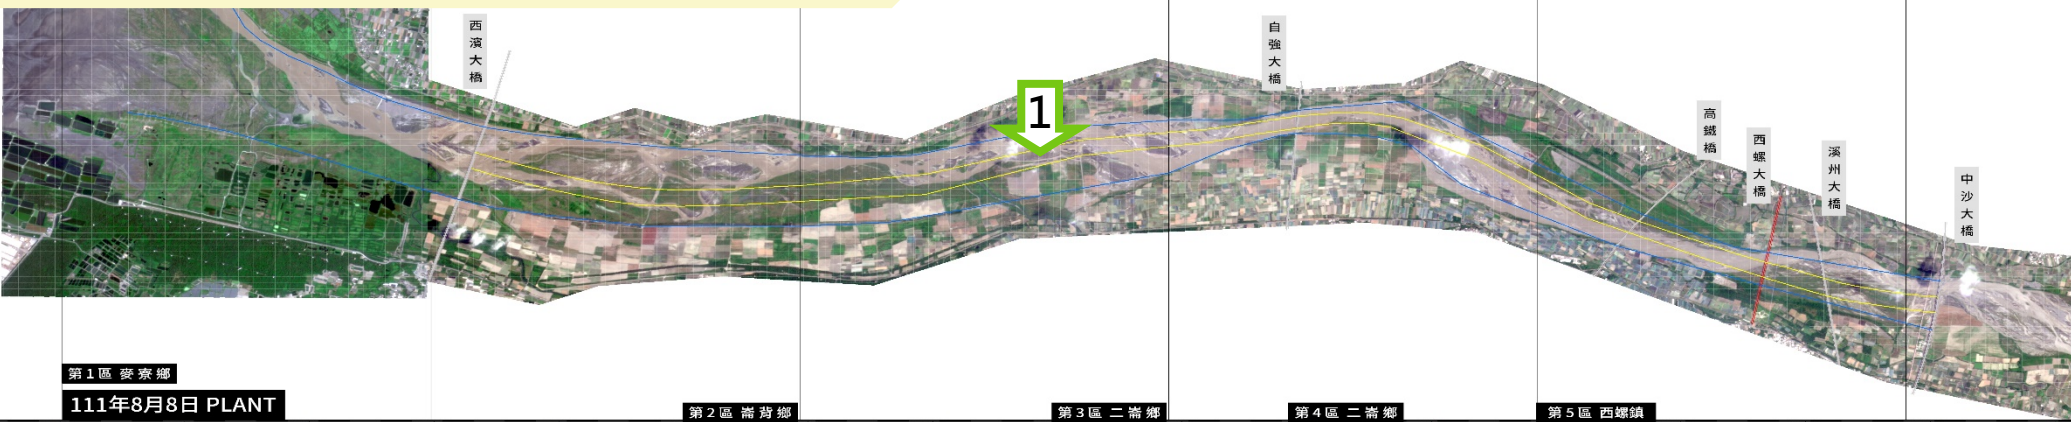 西濱大橋
1
自強大橋
高鐵橋
西螺大橋
溪州大橋
中沙大橋
第1區 麥寮鄉
111年8月8日 PLANT
第2區 崙背鄉
第3區 二崙鄉
第4區 二崙鄉
第5區 西螺鎮